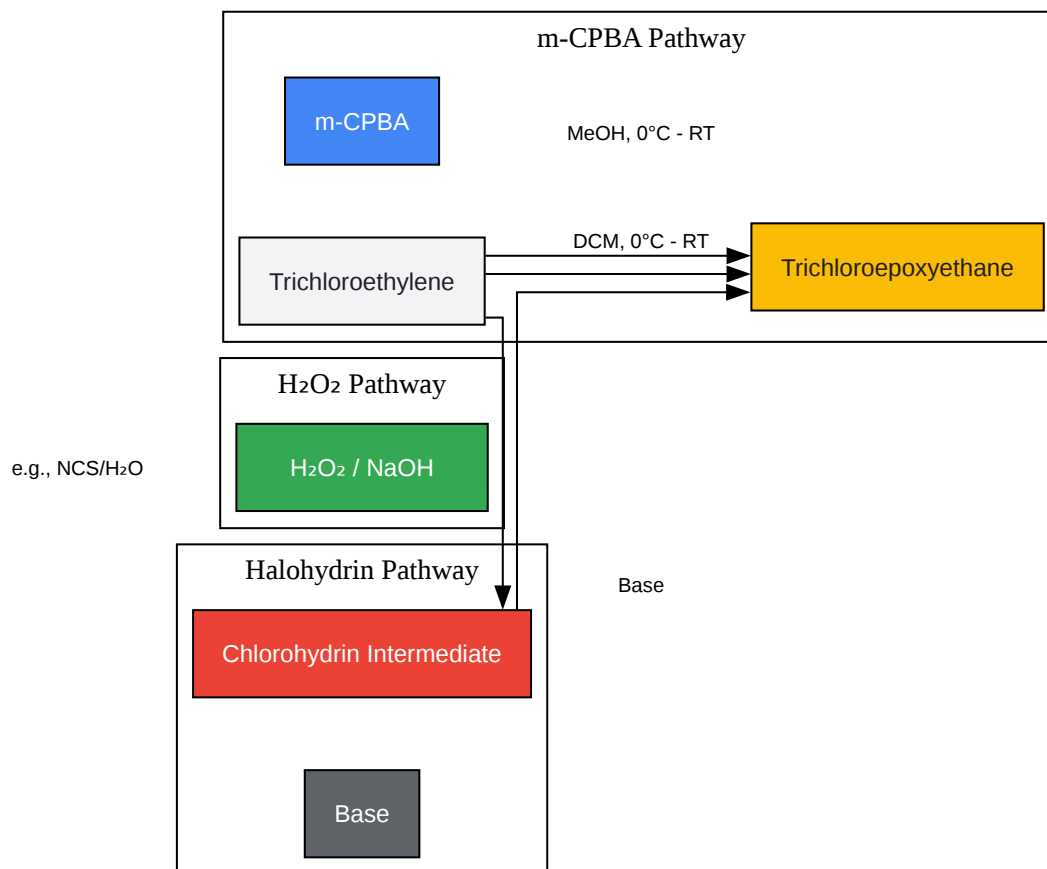 m-CPBA Pathway
m-CPBA
MeOH, 0°C - RT
DCM, 0°C - RT
Trichloroethylene
Trichloroepoxyethane
H₂O₂ Pathway
H₂O₂ / NaOH
e.g., NCS/H₂O
Halohydrin Pathway
Base
Chlorohydrin Intermediate
Base